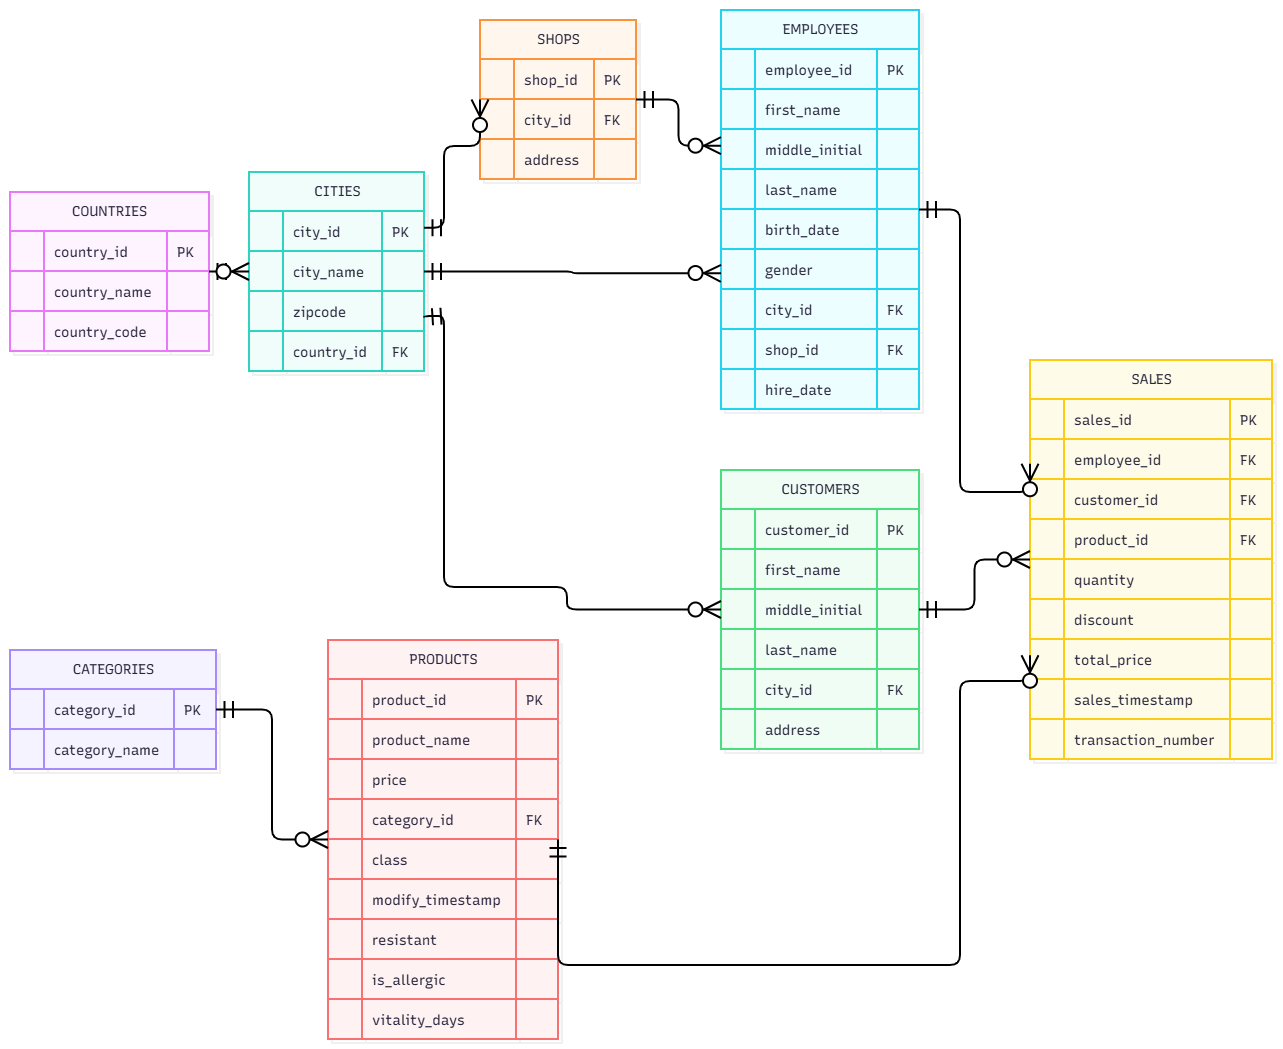 SHOPS
shop_id PK
city_id FK
address
EMPLOYEES
employee_id PK
first_name
middle_initial
last_name
birth_date
gender
city_id FK
shop_id FK
hire_date
COUNTRIES
country_id PK
country_name
country_code
CITIES
city_id PK
city_name
zipcode
country_id FK
SALES
sales_id PK
employee_id FK
customer_id FK
product_id FK
quantity
discount
total_price
sales_timestamp
transaction_number
CUSTOMERS
customer_id PK
first_name
middle_initial
last_name
city_id FK
address
CATEGORIES
category_id PK
category_name
PRODUCTS
product_id PK
product_name
price
category_id FK
class
modify_timestamp
resistant
is_allergic
vitality_days